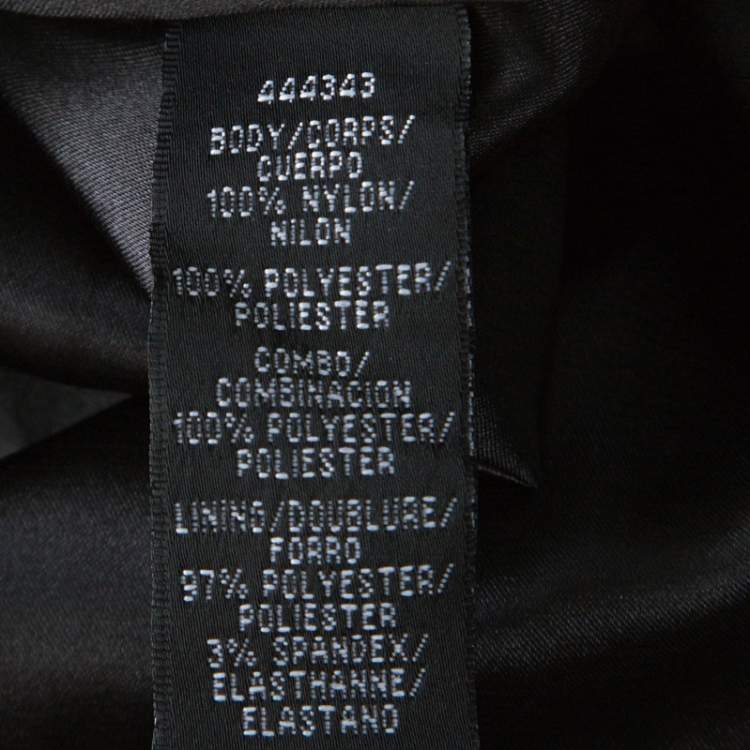 444343
BODY/CORPS/
CUERPO
100% NYLON/
NILON
100% POLYESTER/
POLIESTER
COMBO/
COMBINACION
100% POLYESTER/
POLIESTER
LINING/DOUBLURE/
FORRO
97% POLYESTER/
POLIESTER
3% SPANDEX/
ELASTHANNE/
ELASTANO